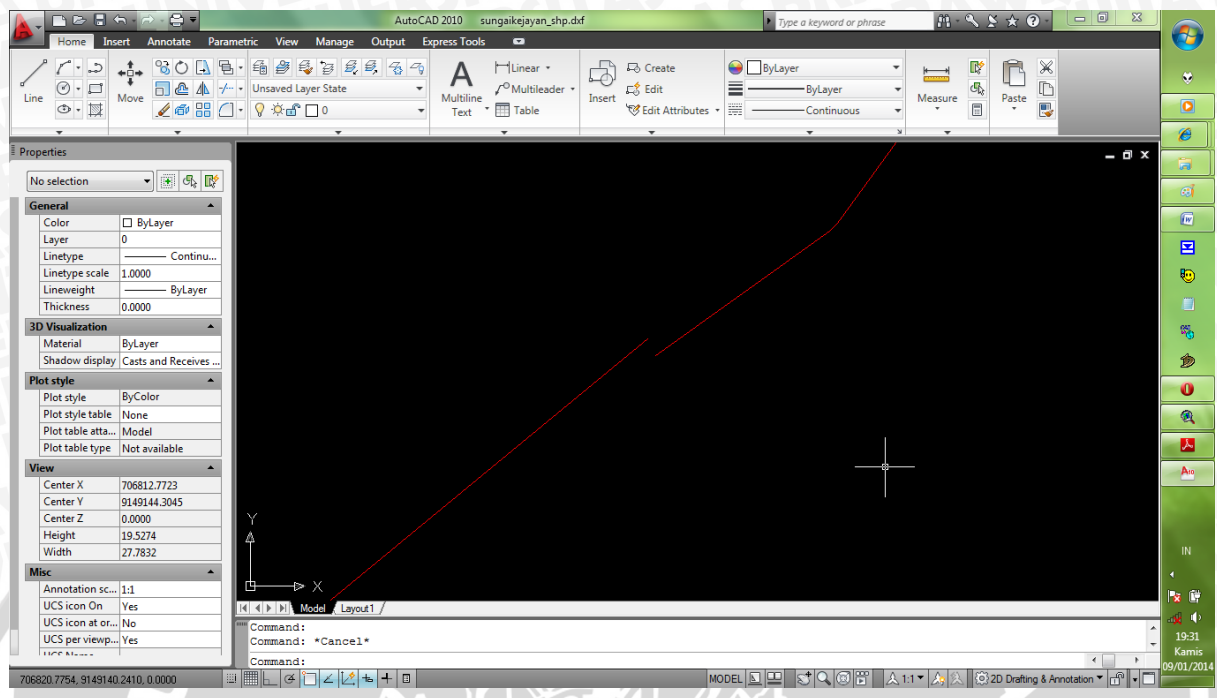 AutoCAD 2010 sungaikejayan_shp.dxf
Type a keyword or phrase
Home Insert Annotate Parametric View Manage Output Express Tools
Line
Move
Unsaved Layer State
0
Multiline
Text
Linear
Multileader
Table
Insert
Create
Edit
Edit Attributes
ByLayer
ByLayer
Continuous
Measure
Paste
Properties
No selection
General
Color ByLayer
Layer 0
Linetype Continu...
Linetype scale 1.0000
Lineweight ByLayer
Thickness 0.0000
3D Visualization
Material ByLayer
Shadow display Casts and Receives ...
Plot style
Plot style ByColor
Plot style table None
Plot table atta... Model
Plot table type Not available
View
Center X 706812.7723
Center Y 9149144.3045
Center Z 0.0000
Height 19.5274
Width 27.7832
Misc
Annotation sc... 1:1
UCS icon On Yes
UCS icon at or... No
UCS per viewp... Yes
Y
X
Model Layout1
Command:
Command: *Cancel*
Command:
706820.7754, 9149140.2410, 0.0000
MODEL
1:1
2D Drafting & Annotation
IN
19:31
Kamis
09/01/2014